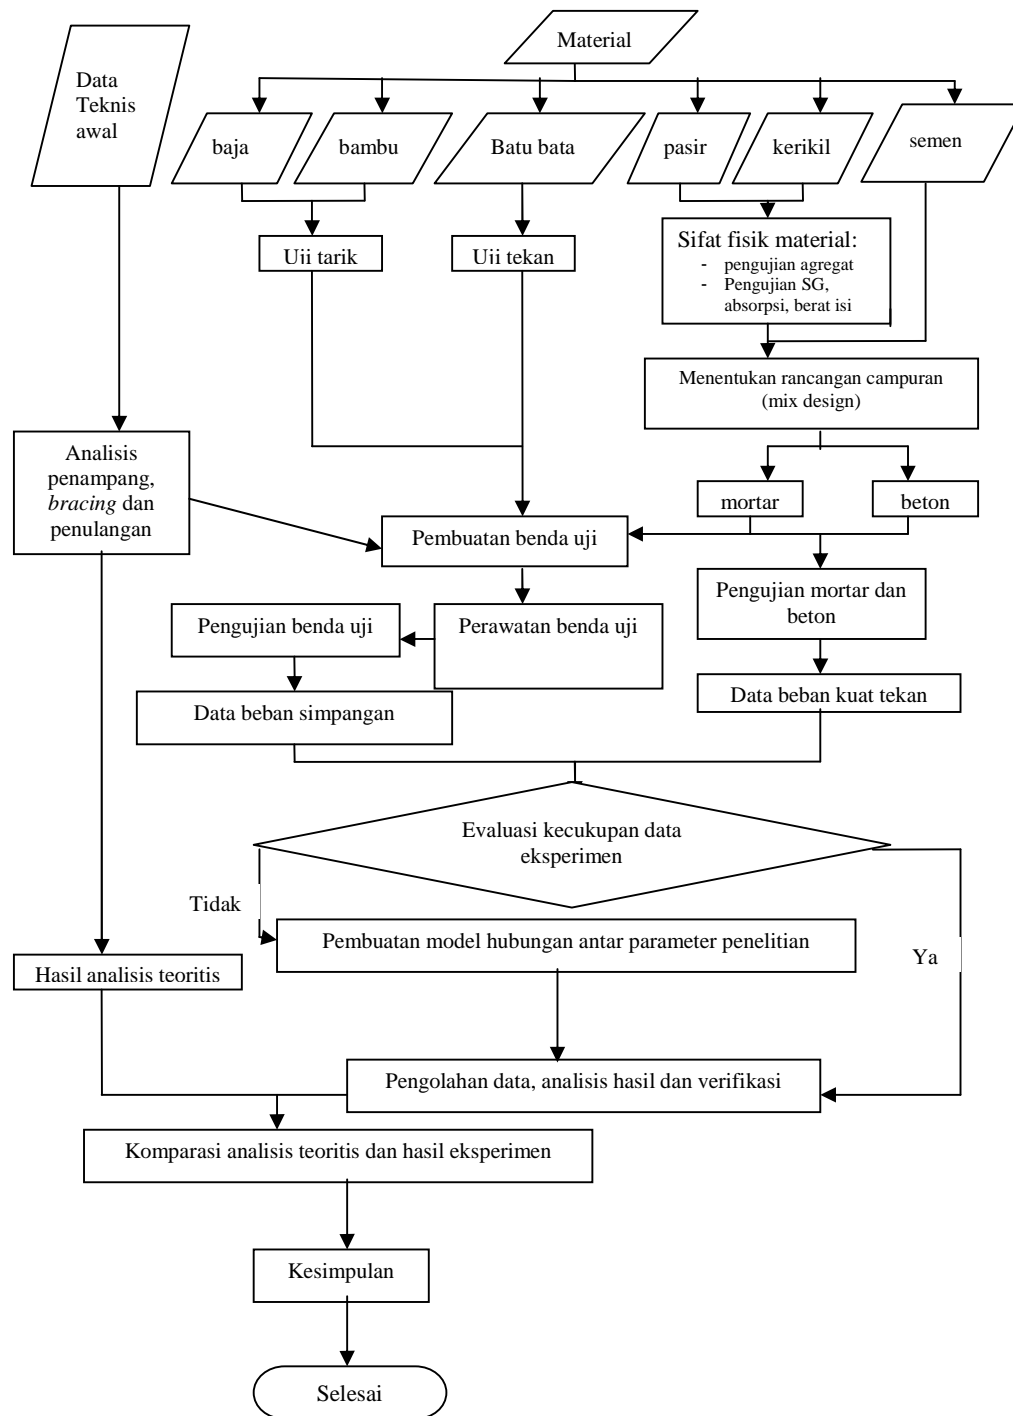 Material
Data
Teknis
awal
baja
bambu
Batu bata
pasir
kerikil
semen
Uji tarik
Uji tekan
Sifat fisik material:
- pengujian agregat
- Pengujian SG,
absorpsi, berat isi
Menentukan rancangan campuran
(mix design)
Analisis
penampang,
bracing dan
penulangan
mortar
beton
Pembuatan benda uji
Pengujian mortar dan
beton
Pengujian benda uji
Perawatan benda uji
Data beban simpangan
Data beban kuat tekan
Evaluasi kecukupan data
eksperimen
Tidak
Pembuatan model hubungan antar parameter penelitian
Ya
Hasil analisis teoritis
Pengolahan data, analisis hasil dan verifikasi
Komparasi analisis teoritis dan hasil eksperimen
Kesimpulan
Selesai